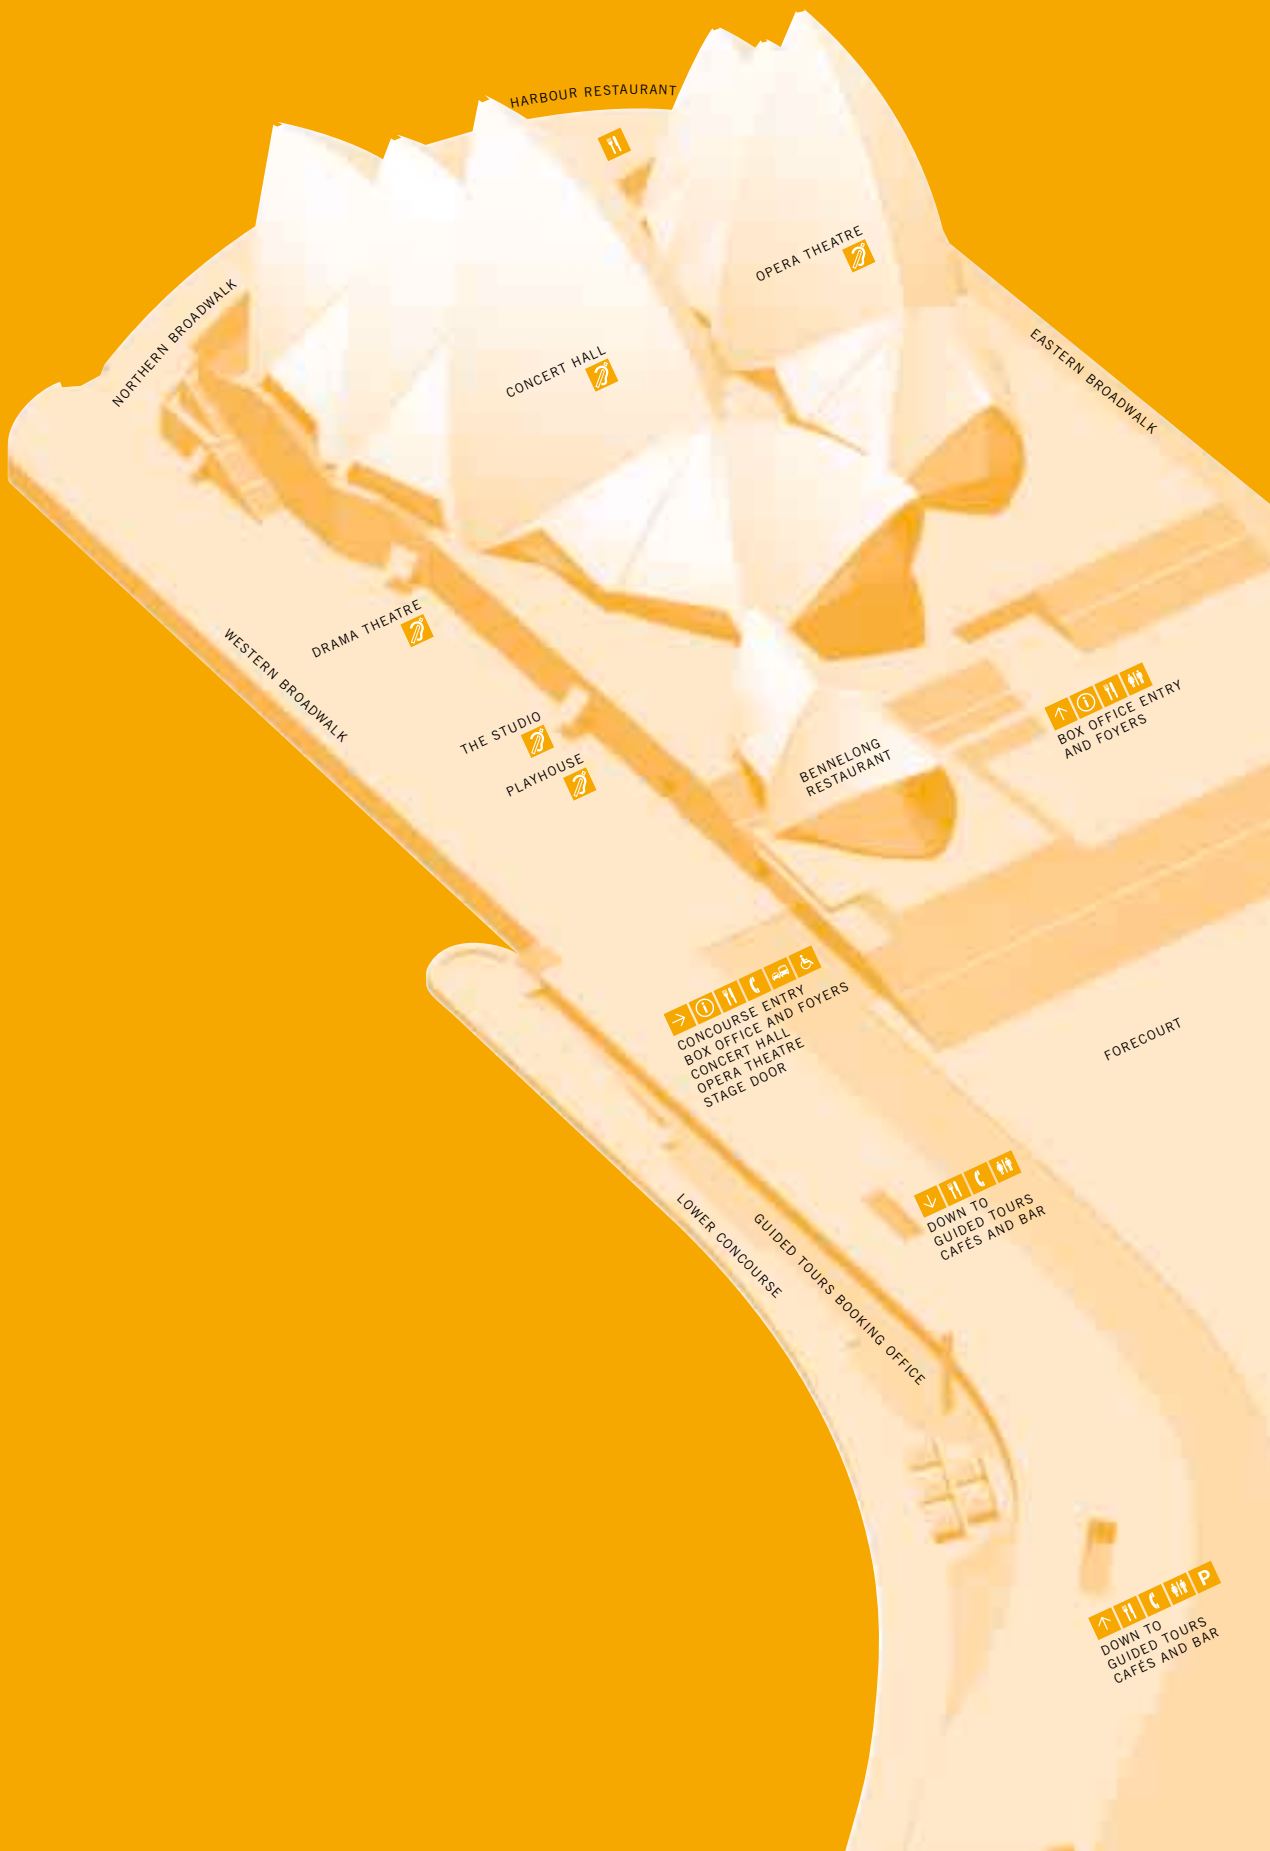 HARBOUR RESTAURANT
OPERA THEATRE
NORTHERN BROADWALK
EASTERN BROADWALK
CONCERT HALL
DRAMA THEATRE
WESTERN BROADWALK
THE STUDIO
PLAYHOUSE
BENNELONG
RESTAURANT
BOX OFFICE ENTRY
AND FOYERS
CONCOURSE ENTRY
BOX OFFICE AND FOYERS
CONCERT HALL
OPERA THEATRE
STAGE DOOR
FORECOURT
DOWN TO
GUIDED TOURS
CAFÉS AND BAR
LOWER CONCOURSE
GUIDED TOURS BOOKING OFFICE
P
DOWN TO
GUIDED TOURS
CAFÉS AND BAR